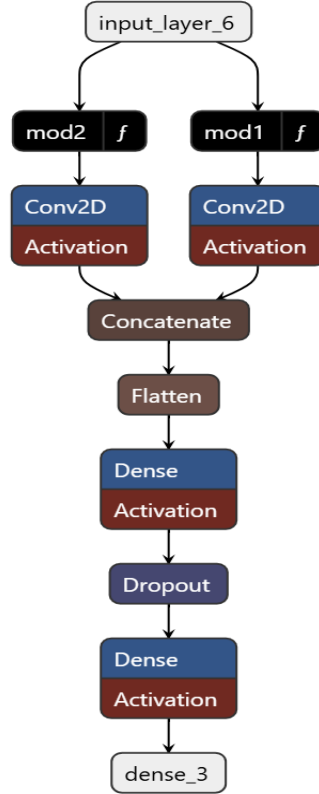 input_layer_6
mod2 ƒ
mod1 ƒ
Conv2D
Activation
Conv2D
Activation
Concatenate
Flatten
Dense
Activation
Dropout
Dense
Activation
dense_3